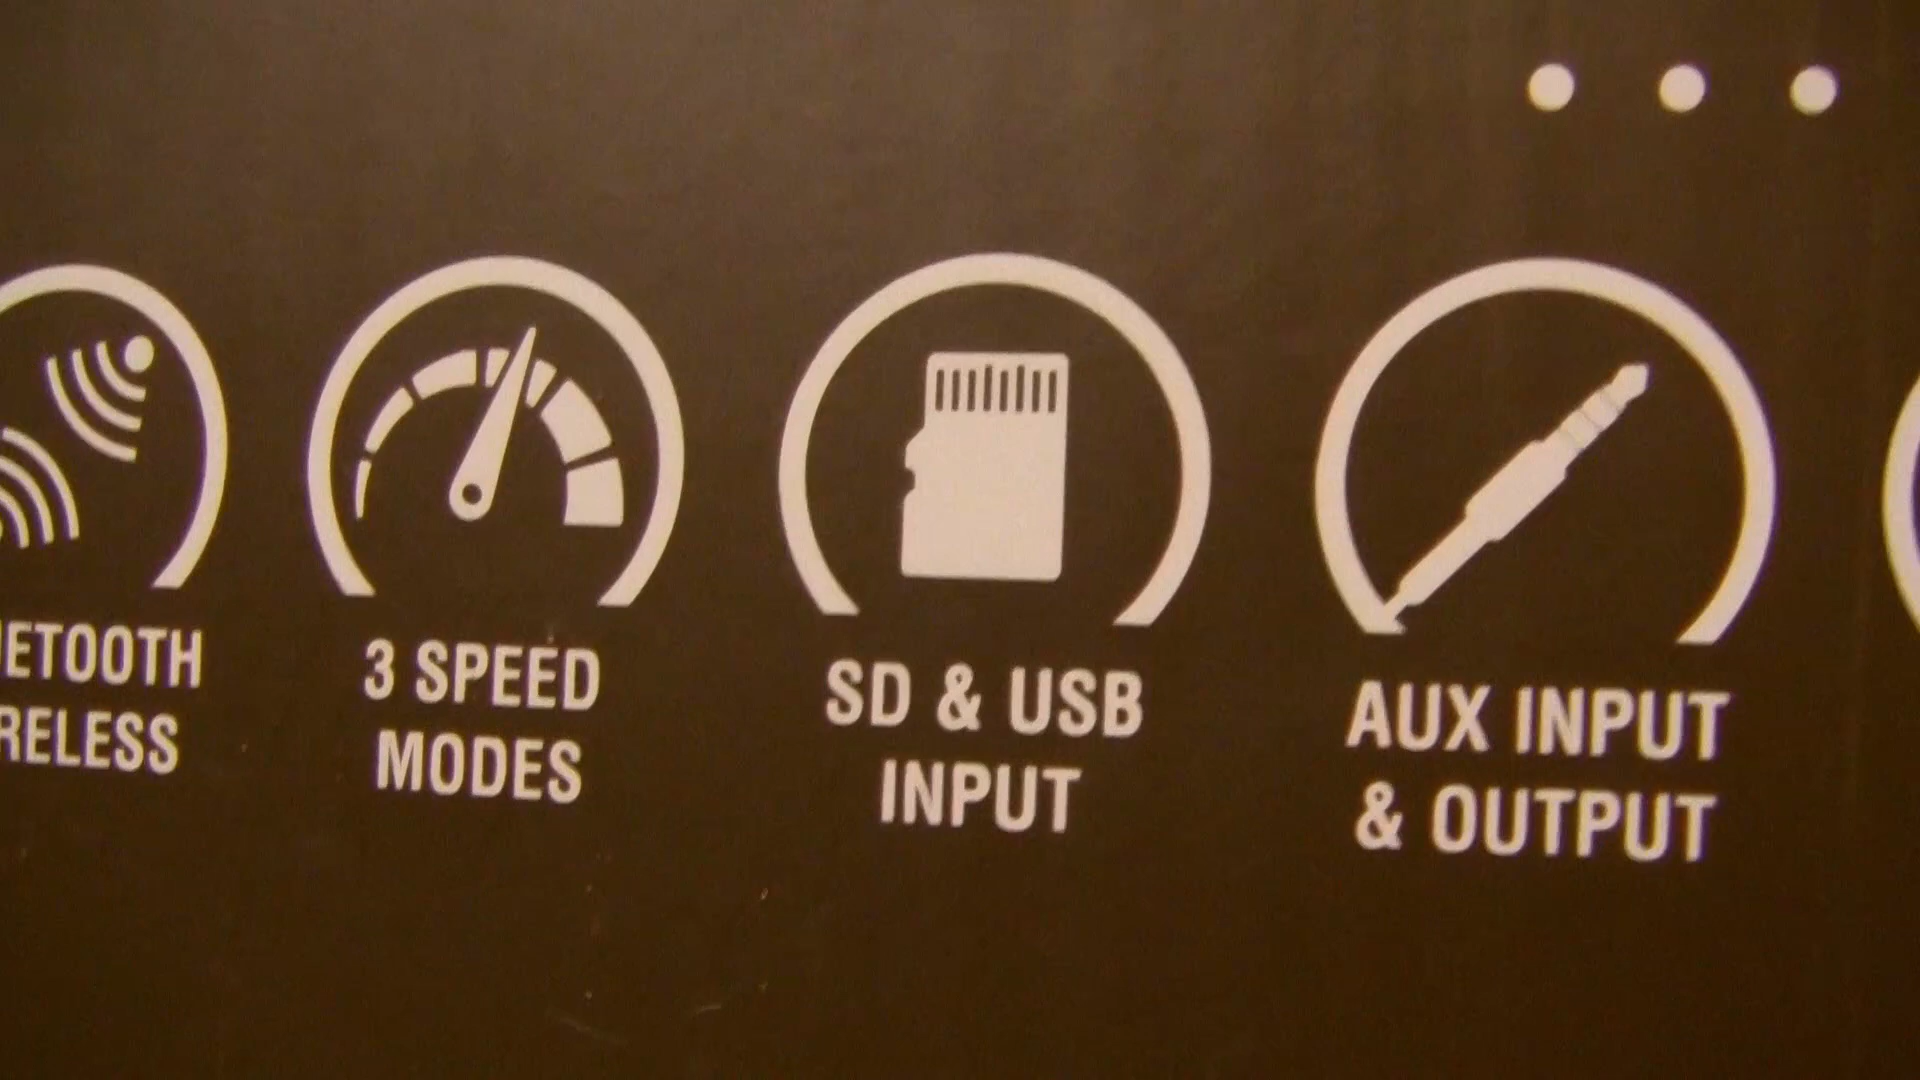 3 SPEED
MODES
SD & USB
INPUT
AUX INPUT
& OUTPUT